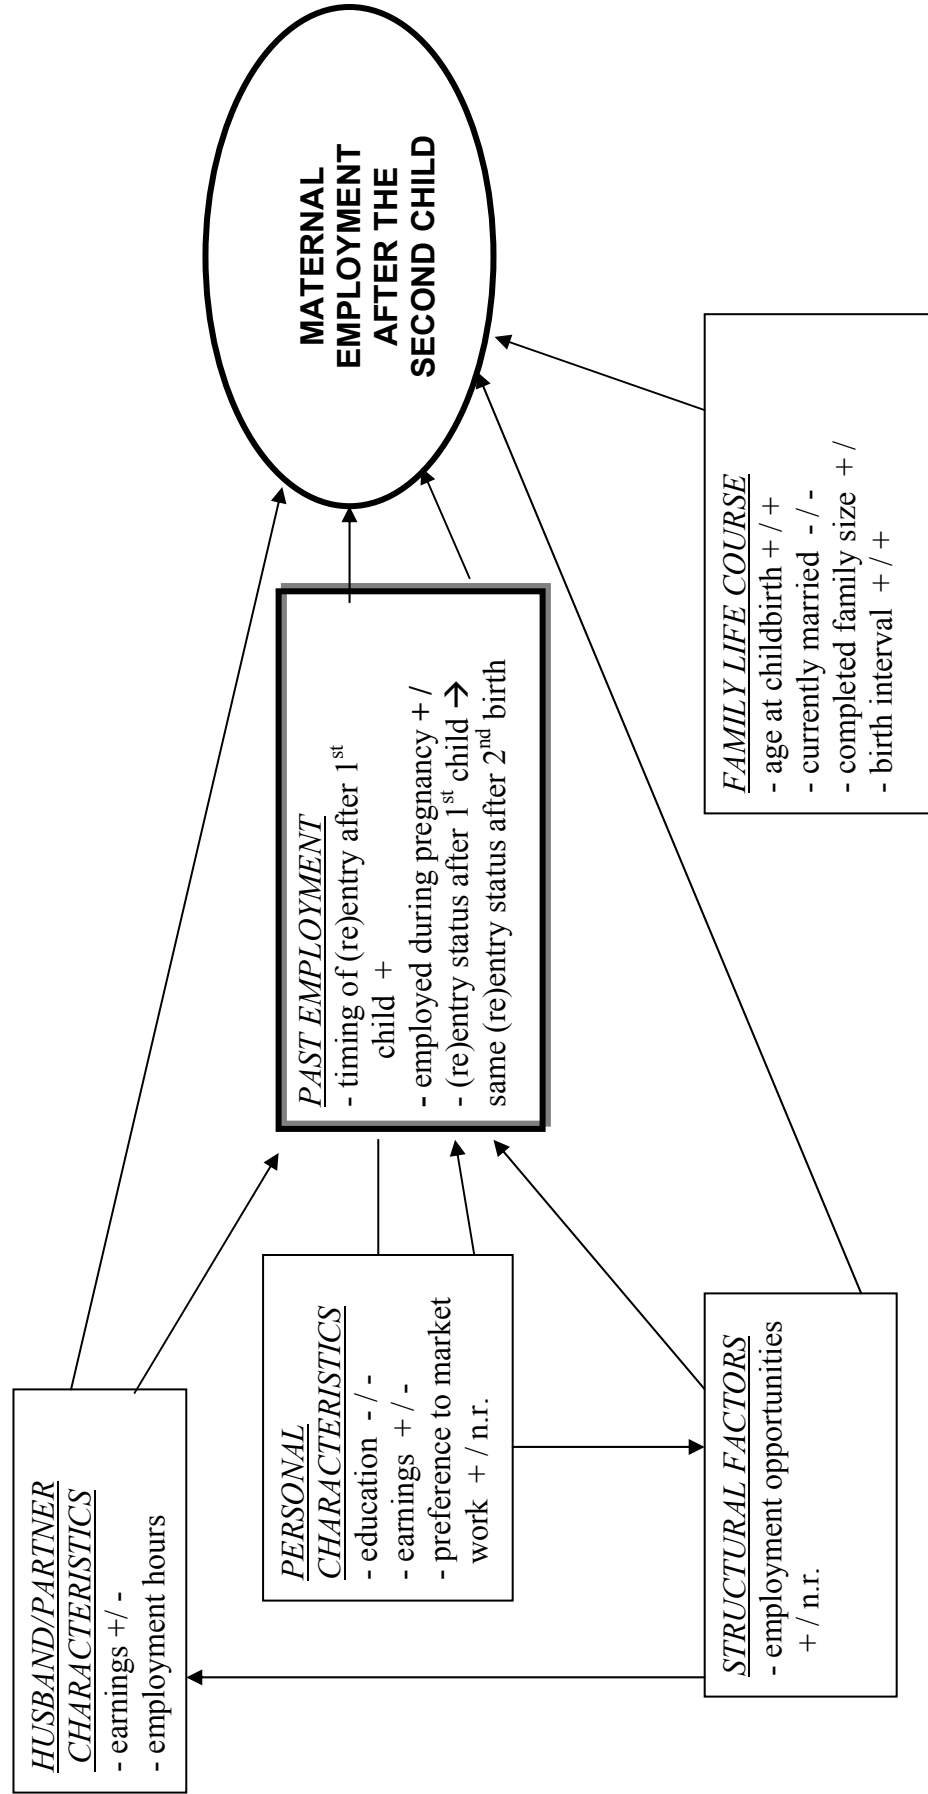 HUSBAND/PARTNER
CHARACTERISTICS
- earnings +/ -
- employment hours
PERSONAL
CHARACTERISTICS
- education - / -
- earnings + / -
- preference to market
work + / n.r.
STRUCTURAL FACTORS
- employment opportunities
+ / n.r.
PAST EMPLOYMENT
- timing of (re)entry after 1st
child +
- employed during pregnancy + /
- (re)entry status after 1st child →
same (re)entry status after 2nd birth
FAMILY LIFE COURSE
- age at childbirth + / +
- currently married - / -
- completed family size + /
- birth interval + / +
MATERNAL
EMPLOYMENT
AFTER THE
SECOND CHILD